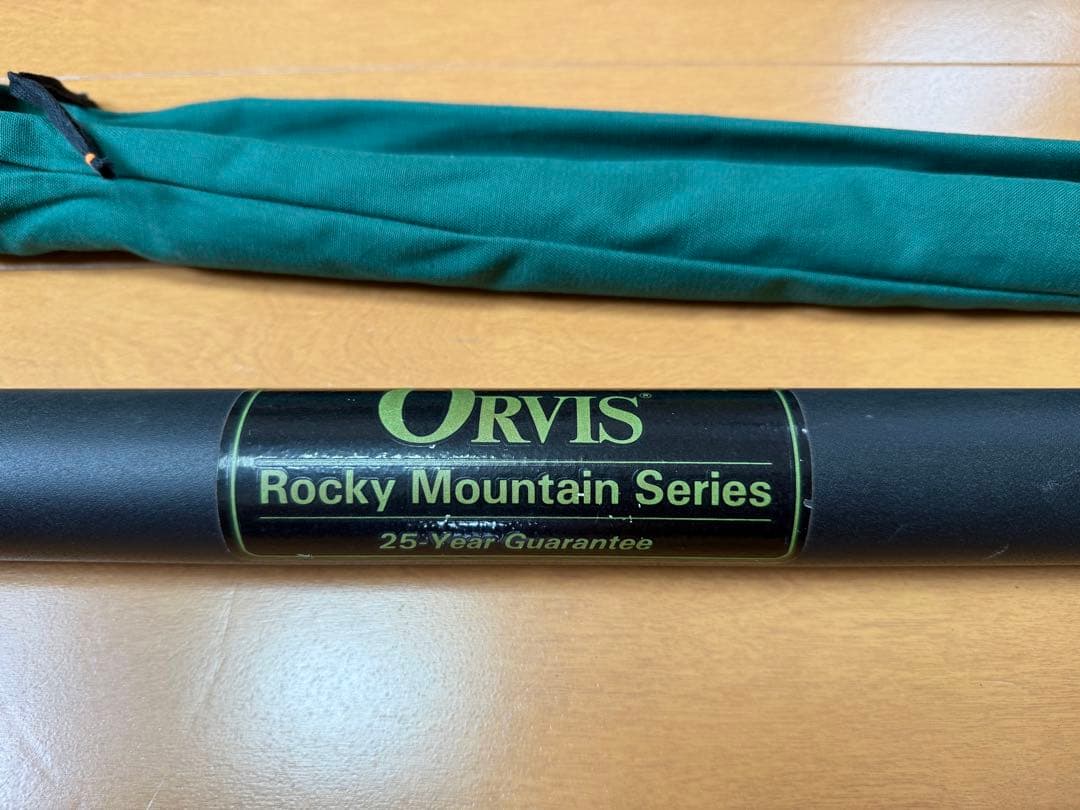 ORVIS®
Rocky Mountain Series
25-Year Guarantee